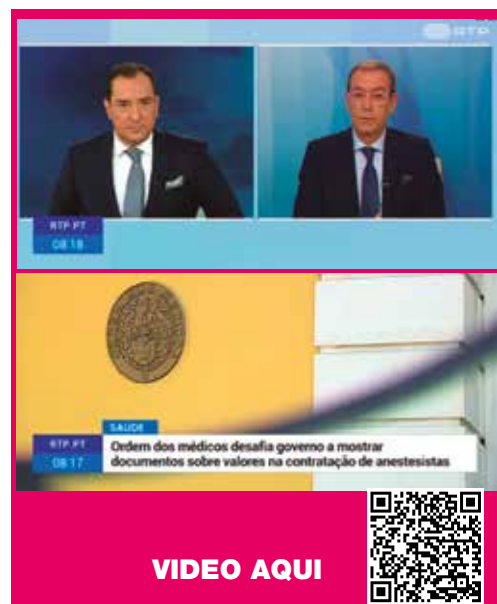 RTP
RTP.PT
08:18
SAÚDE
RTP.PT
08:17
Ordem dos médicos desafia governo a mostrar
documentos sobre valores na contratação de anestesistas
VIDEO AQUI